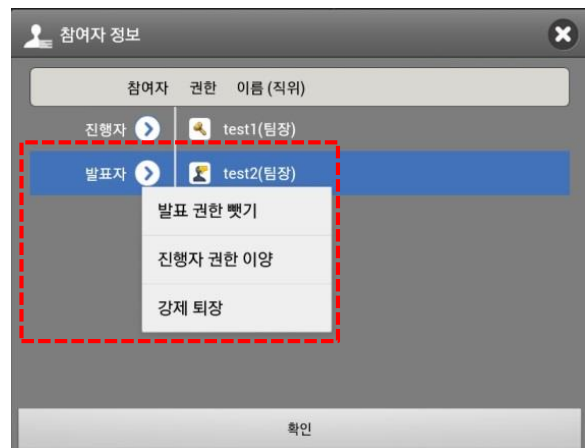 참여자 정보
참여자 권한 이름 (직위)
진행자 test1(팀장)
발표자 test2(팀장)
발표 권한 뺏기
진행자 권한 이양
강제 퇴장
확인